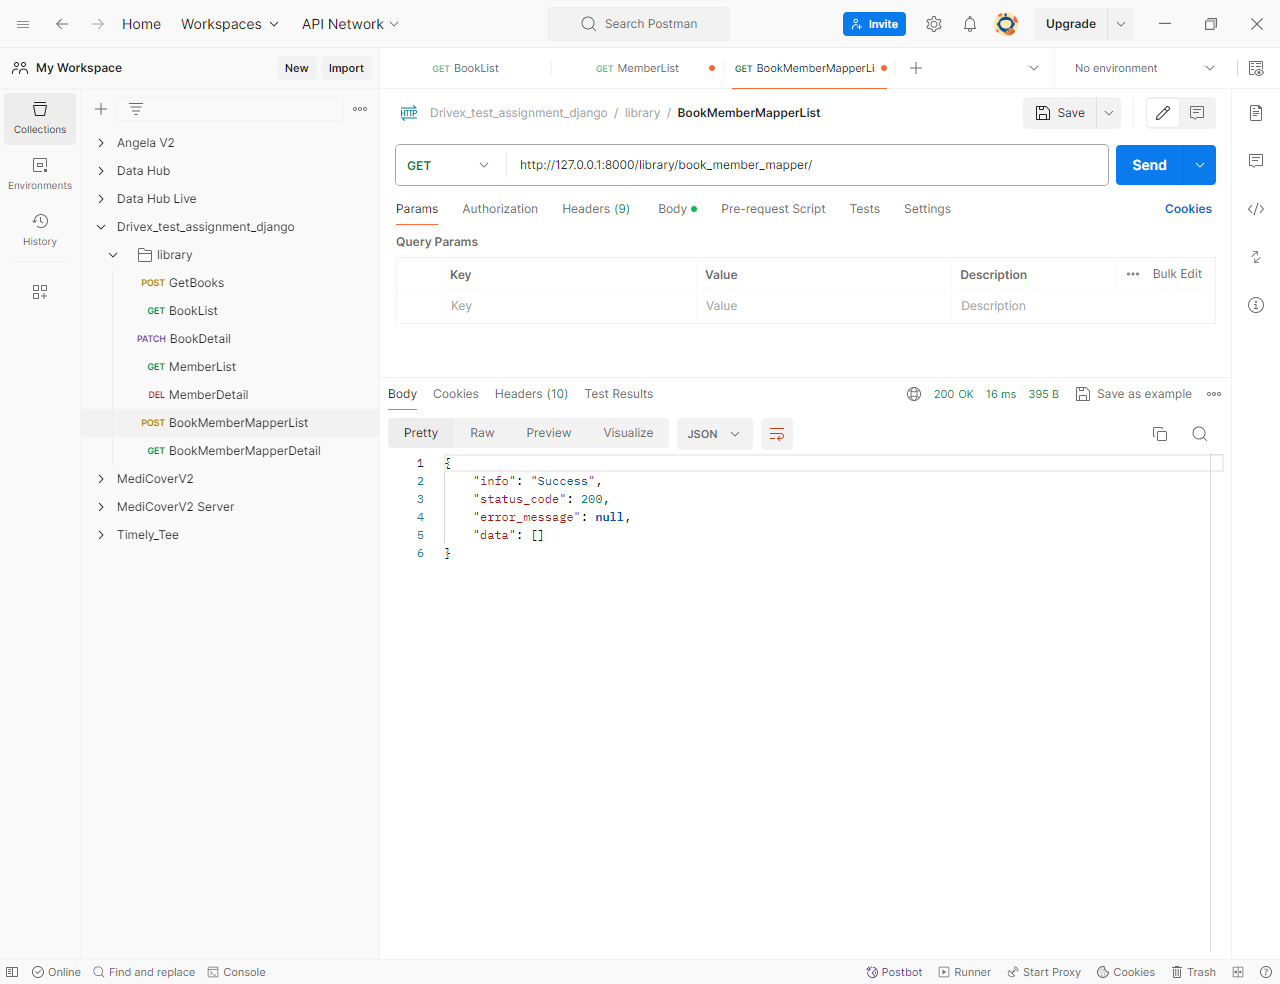 Home Workspaces API Network Search Postman Invite Upgrade
My Workspace New Import GET BookList GET MemberList GET BookMemberMapperLi No environment
Collections
Environments
History
Angela V2
Data Hub
Data Hub Live
Drivex_test_assignment_django
library
POST GetBooks
GET BookList
PATCH BookDetail
GET MemberList
DEL MemberDetail
POST BookMemberMapperList
GET BookMemberMapperDetail
MediCoverV2
MediCoverV2 Server
Timely_Tee
HTTP Drivex_test_assignment_django / library / BookMemberMapperList Save
GET http://127.0.0.1:8000/library/book_member_mapper/ Send
Params Authorization Headers (9) Body Pre-request Script Tests Settings Cookies
Query Params
Key Value Description Bulk Edit
Key Value Description
Body Cookies Headers (10) Test Results 200 OK 16 ms 395 B Save as example
Pretty Raw Preview Visualize JSON
1 {
2 "info": "Success",
3 "status_code": 200,
4 "error_message": null,
5 "data": []
6 }
Online Find and replace Console Postbot Runner Start Proxy Cookies Trash